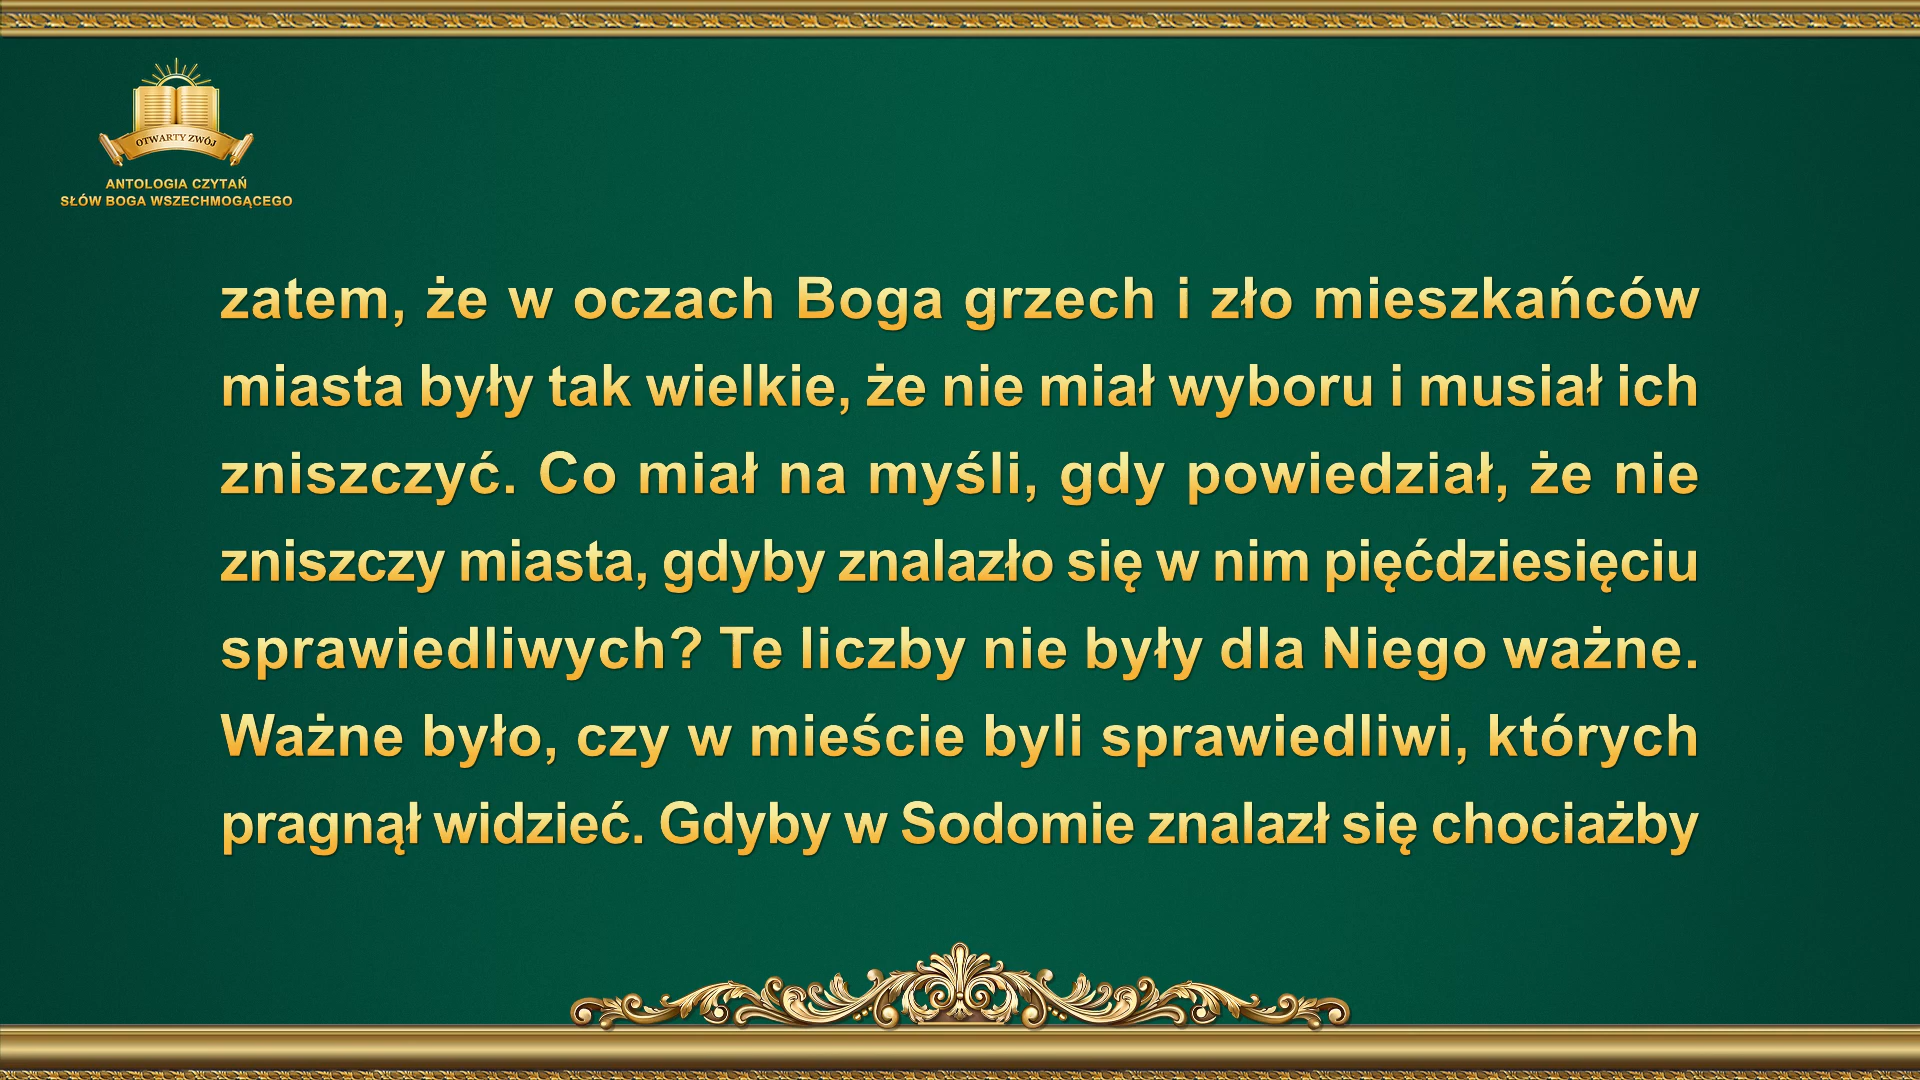 OTWARTY ZWÓJ
ANTOLOGIA CZYTAŃ
SŁÓW BOGA WSZECHMOGĄCEGO
zatem, że w oczach Boga grzech i zło mieszkańców
miasta były tak wielkie, że nie miał wyboru i musiał ich
zniszczyć. Co miał na myśli, gdy powiedział, że nie
zniszczy miasta, gdyby znalazło się w nim pięćdziesięciu
sprawiedliwych? Te liczby nie były dla Niego ważne.
Ważne było, czy w mieście byli sprawiedliwi, których
pragnął widzieć. Gdyby w Sodomie znalazł się chociażby